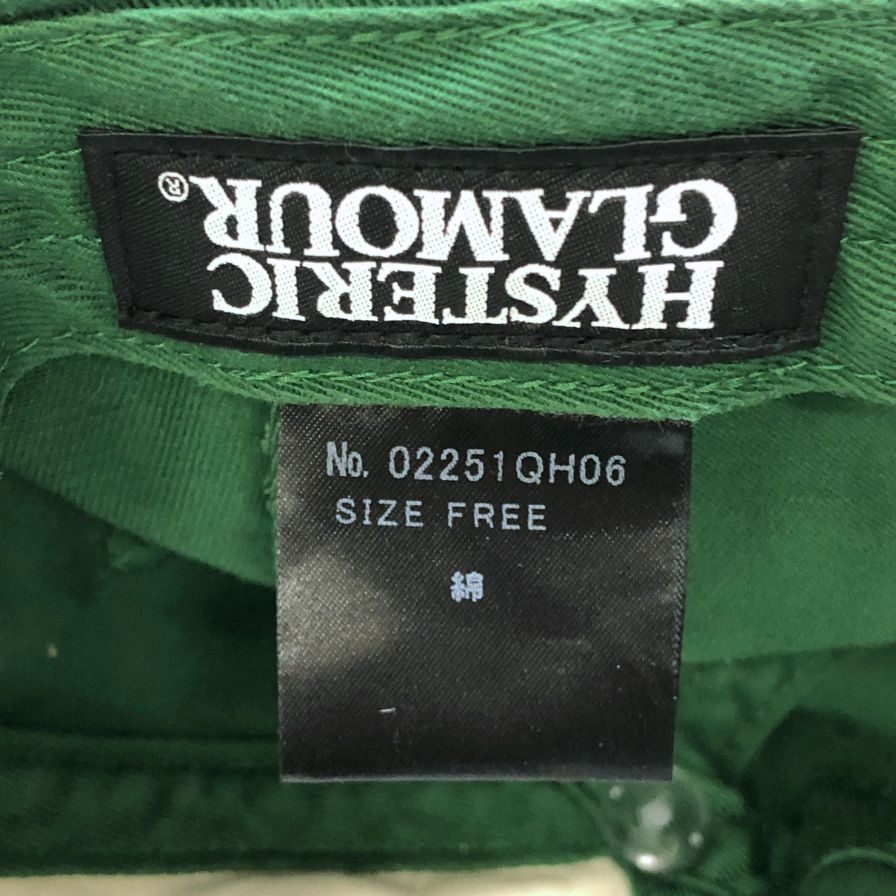 HYSTERIC
GLAMOUR®
No. 02251QH06
SIZE FREE
綿